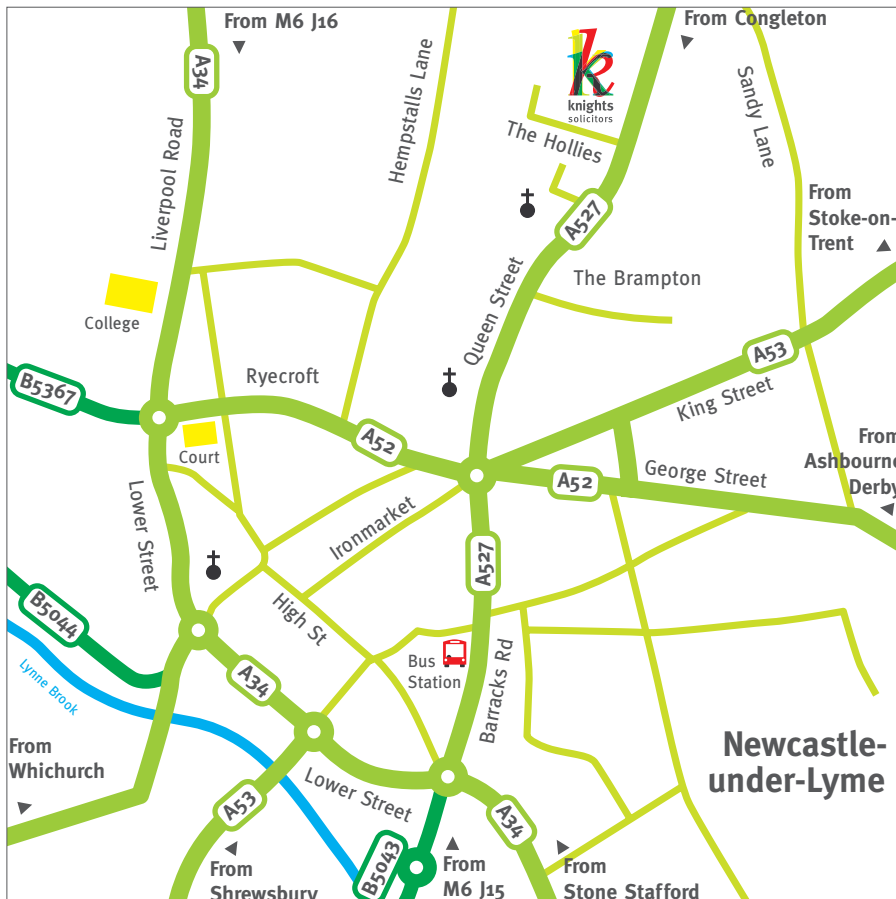 From M6 J16
From Congleton
A34
Hempstalls Lane
knights
solicitors
Sandy Lane
The Hollies
Liverpool Road
From
Stoke-on-
Trent
A527
The Brampton
Queen Street
College
A53
B5367
Ryecroft
King Street
A52
Court
From
Ashbourne
Derby
George Street
A52
Lower Street
Ironmarket
A527
High St
B5044
Bus
Station
Barracks Rd
Lynne Brook
A34
Newcastle-
under-Lyme
From
Whichurch
A53
Lower Street
A34
B5043
From
Shrewsbury
From
M6 J15
From
Stone Stafford